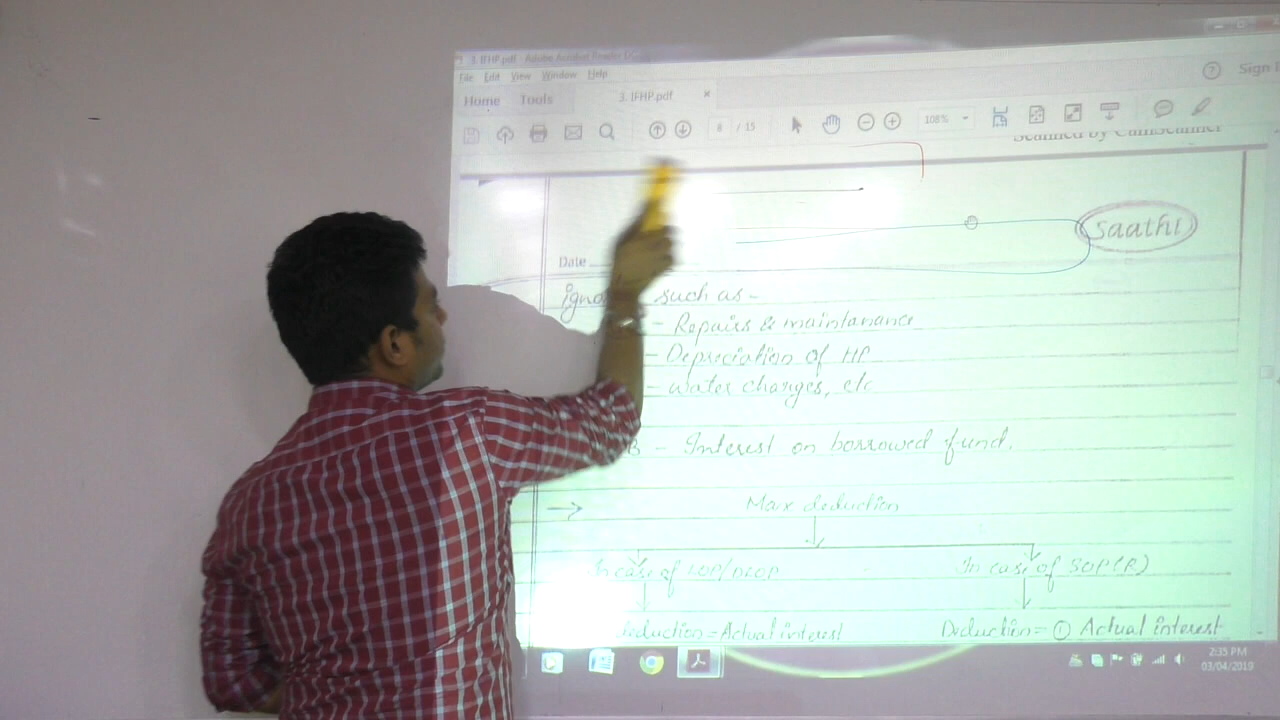 3. IFHP.pdf - Adobe Acrobat Reader DC
File Edit View Window Help
Home Tools 3. IFHP.pdf × Sign
8 / 15 108%
Scanned by CamScanner
Saathi
Date
such as -
- Repairs & maintanance
- Depreciation of HP
- water charges, etc
B - Interest on borrowed fund.
→ Max deduction
In case of LOP/DLOP In case of SOP(R)
deduction = Actual interest Deduction = ① Actual interest
2:35 PM
03/04/2019